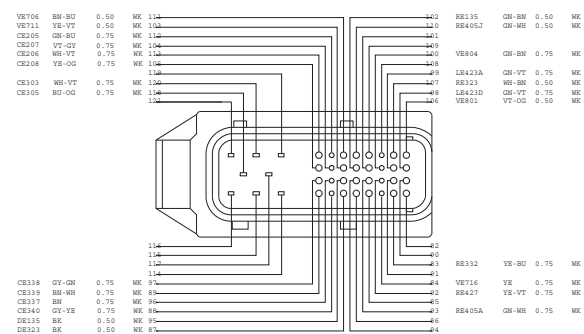 VE706 BN-BU 0.50 WK 111
VE711 YE-VT 0.50 WK 103
CE205 GN-BU 0.75 WK 112
CE207 VT-GY 0.75 WK 104
CE206 WH-VT 0.75 WK 113
CE208 YE-OG 0.75 WK 105
119
CE303 WH-VT 0.75 WK 120
CE305 BU-OG 0.75 WK 118
121
102 RE135 GN-BN 0.50 WK
110 RE405J GN-WH 0.50 WK
101
109
100 VE804 GN-BN 0.75 WK
108
99 LE423A GN-VT 0.75 WK
107 RE323 WH-BN 0.50 WK
98 LE423D GN-VT 0.75 WK
106 VE801 VT-OG 0.50 WK
116
115
117
114
CE338 GY-GN 0.75 WK 97
CE339 BN-WH 0.75 WK 89
CE337 BN 0.75 WK 96
CE340 GY-YE 0.75 WK 88
DE135 BK 0.50 WK 95
DE323 BK 0.50 WK 87
82
90
83 RE332 YE-BU 0.75 WK
91
84 VE716 YE 0.75 WK
92 RE427 YE-VT 0.75 WK
85
93 RE405A GN-WH 0.75 WK
86
94